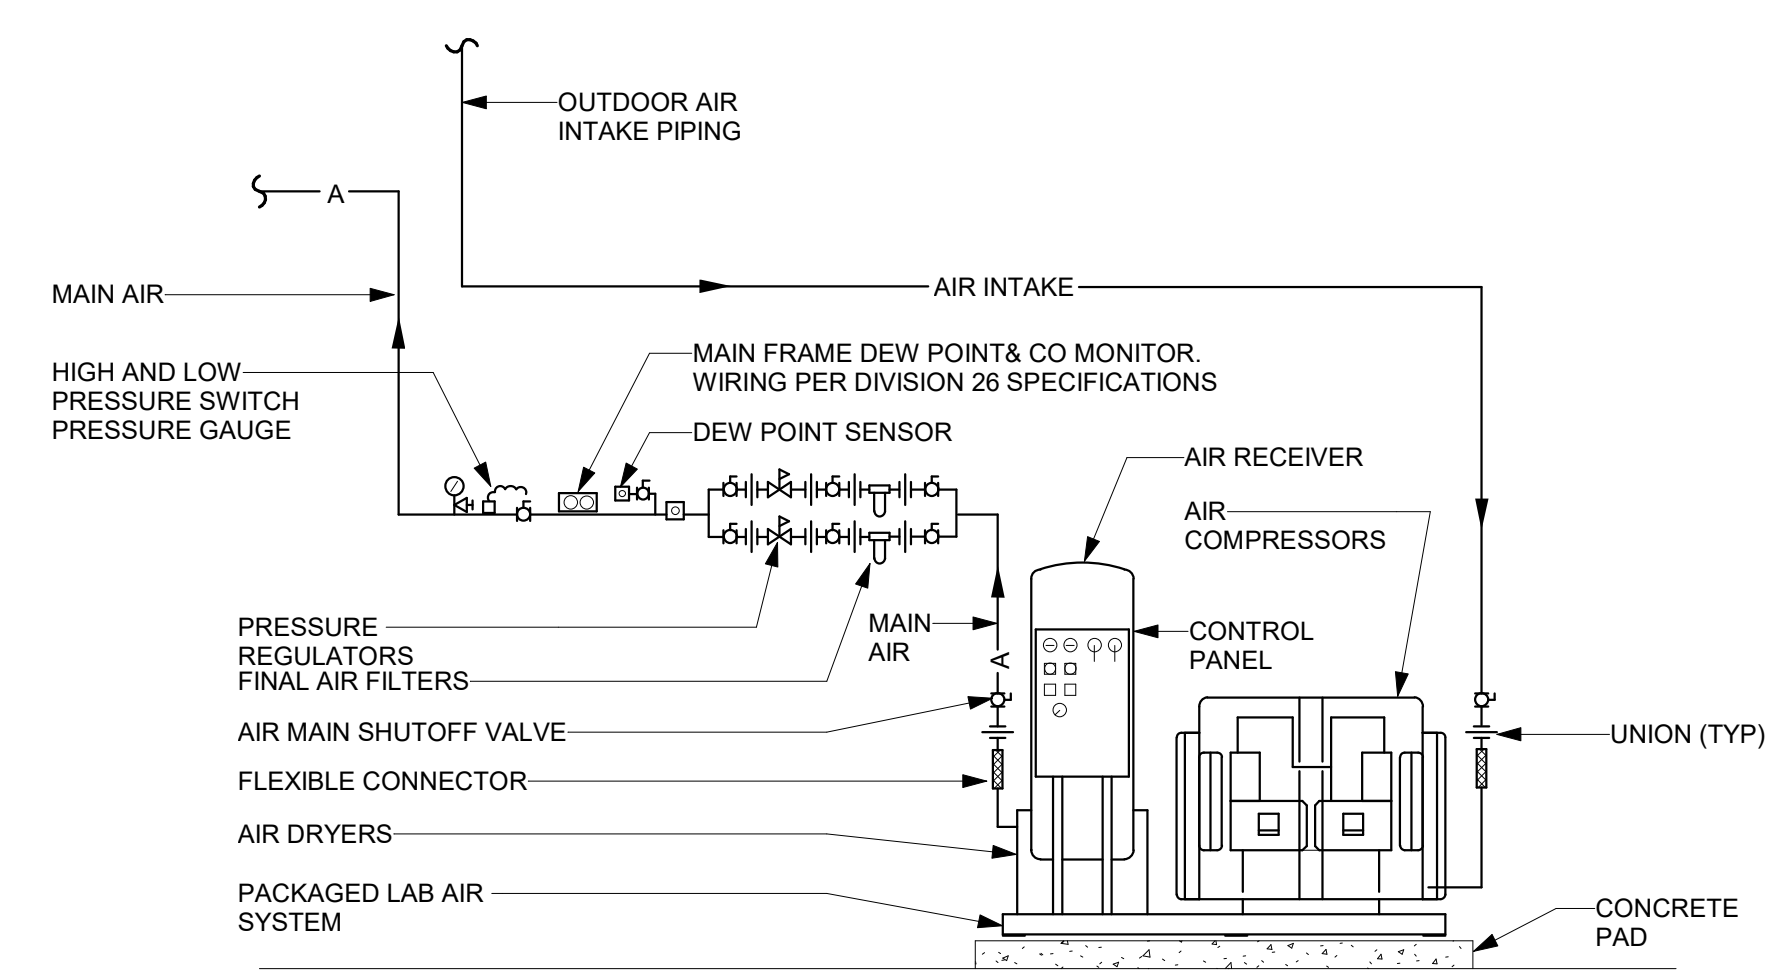 OUTDOOR AIR
INTAKE PIPING
A
MAIN AIR
AIR INTAKE
HIGH AND LOW
PRESSURE SWITCH
PRESSURE GAUGE
MAIN FRAME DEW POINT& CO MONITOR.
WIRING PER DIVISION 26 SPECIFICATIONS
DEW POINT SENSOR
AIR RECEIVER
AIR
COMPRESSORS
PRESSURE
REGULATORS
FINAL AIR FILTERS
MAIN
AIR
A
CONTROL
PANEL
AIR MAIN SHUTOFF VALVE
UNION (TYP)
FLEXIBLE CONNECTOR
AIR DRYERS
PACKAGED LAB AIR
SYSTEM
CONCRETE
PAD